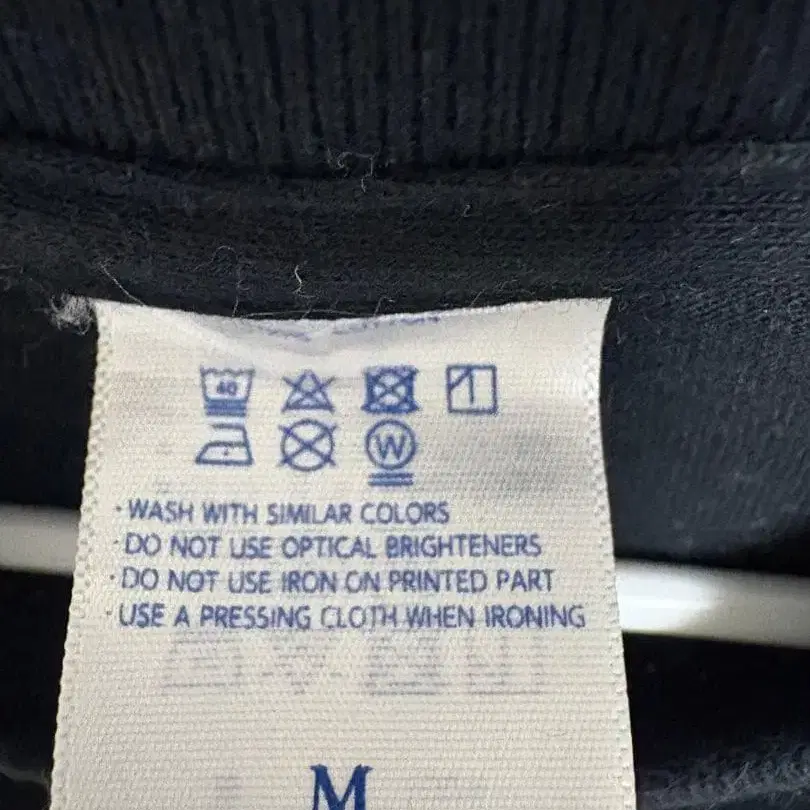 40
W
· WASH WITH SIMILAR COLORS
· DO NOT USE OPTICAL BRIGHTENERS
· DO NOT USE IRON ON PRINTED PART
· USE A PRESSING CLOTH WHEN IRONING
M